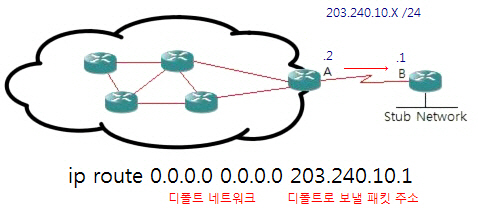 203.240.10.X /24
.2
.1
A
B
Stub Network
ip route 0.0.0.0 0.0.0.0 203.240.10.1
디폴트 네트워크 디폴트로 보낼 패킷 주소